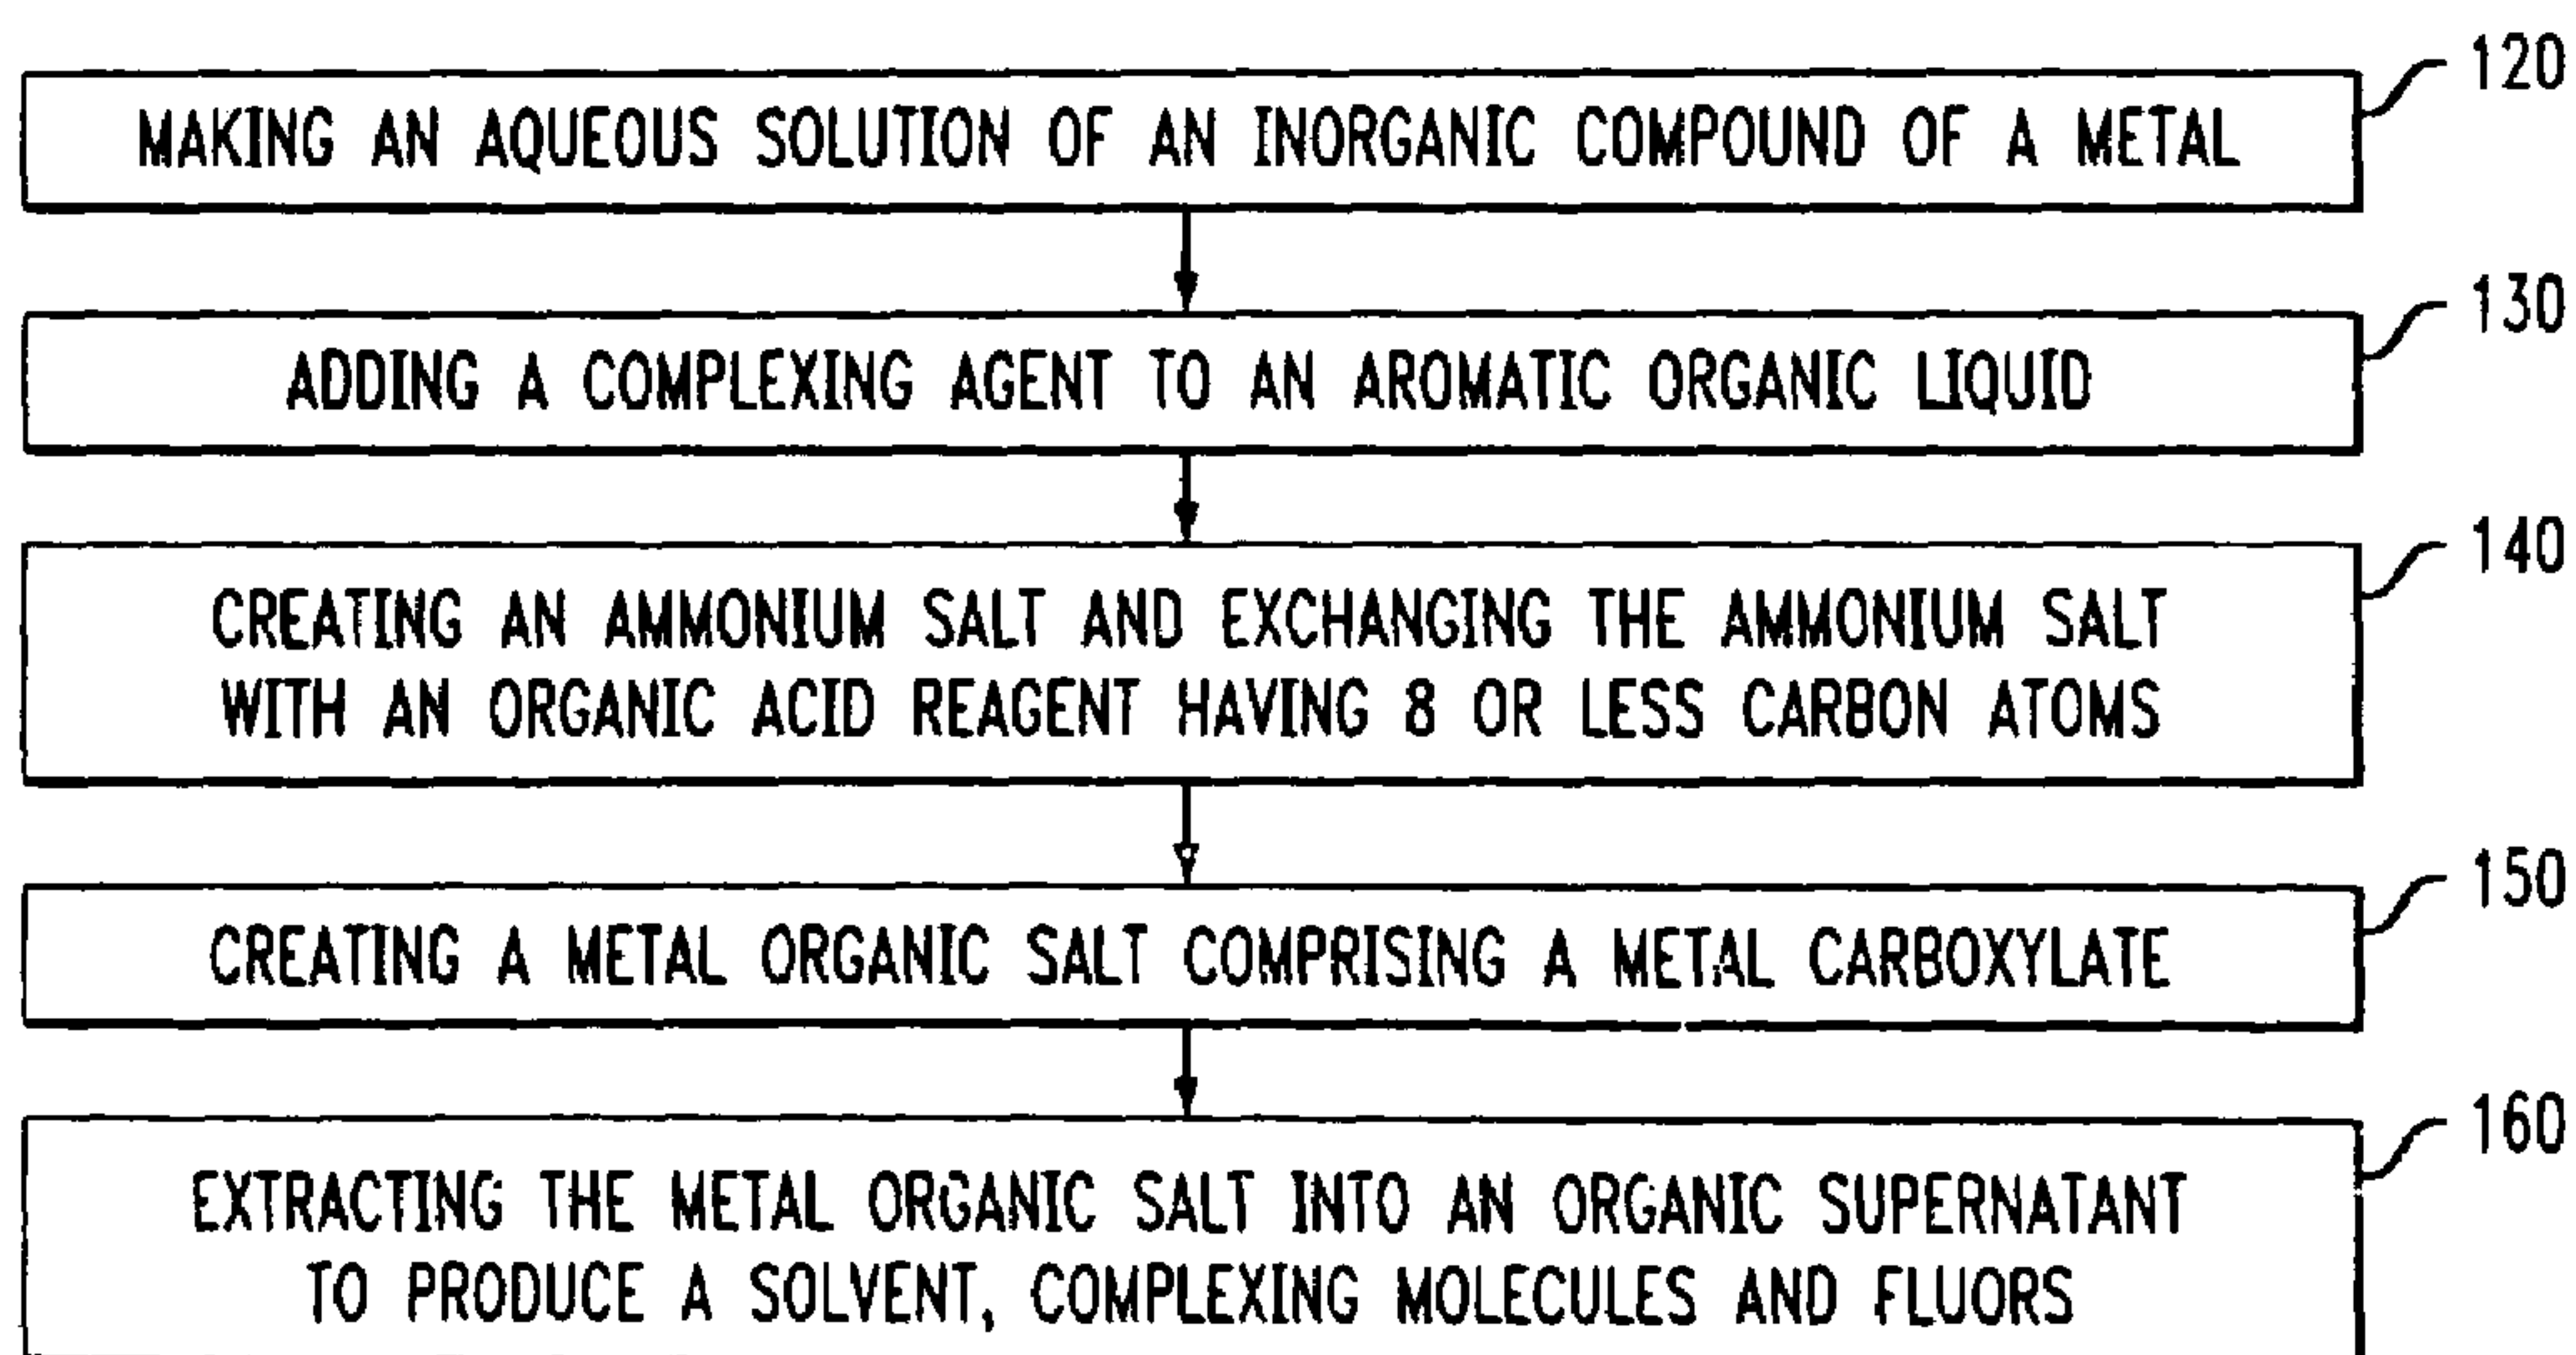 120
MAKING AN AQUEOUS SOLUTION OF AN INORGANIC COMPOUND OF A METAL
130
ADDING A COMPLEXING AGENT TO AN AROMATIC ORGANIC LIQUID
140
CREATING AN AMMONIUM SALT AND EXCHANGING THE AMMONIUM SALT
WITH AN ORGANIC ACID REAGENT HAVING 8 OR LESS CARBON ATOMS
150
CREATING A METAL ORGANIC SALT COMPRISING A METAL CARBOXYLATE
160
EXTRACTING THE METAL ORGANIC SALT INTO AN ORGANIC SUPERNATANT
TO PRODUCE A SOLVENT, COMPLEXING MOLECULES AND FLUORS